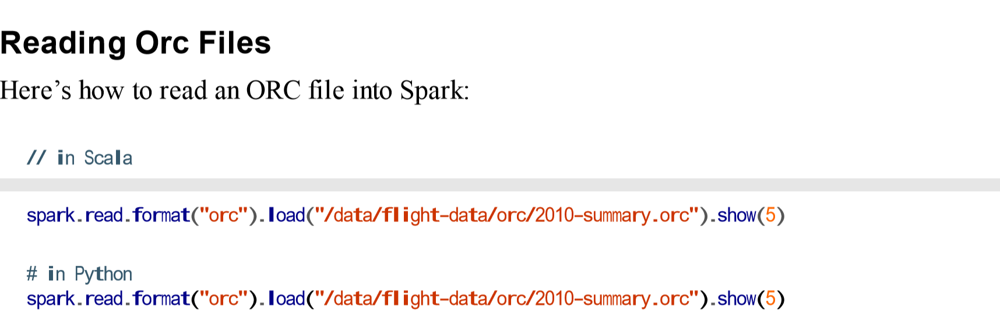 Reading Orc Files
Here’s how to read an ORC file into Spark:
// in Scala
spark.read.format("orc").load("/data/flight-data/orc/2010-summary.orc").show(5)
# in Python
spark.read.format("orc").load("/data/flight-data/orc/2010-summary.orc").show(5)